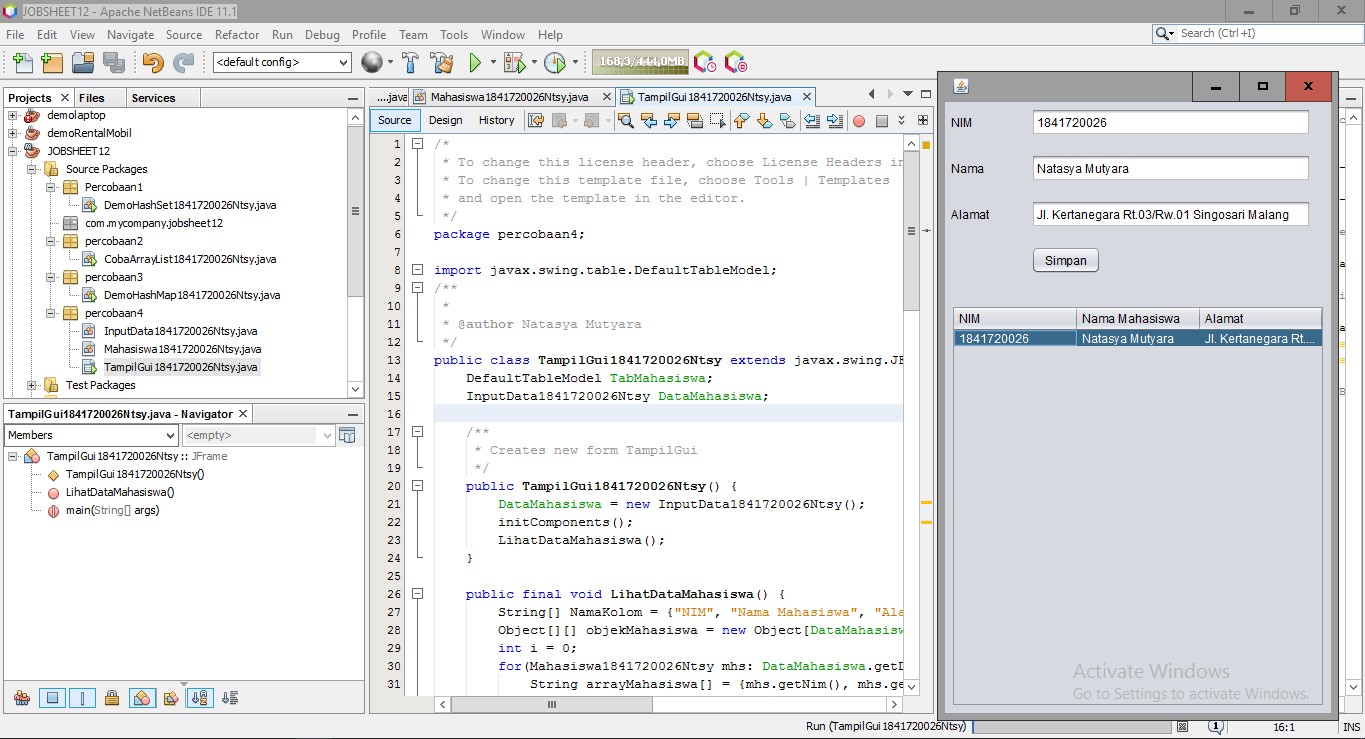 JOBSHEET12 - Apache NetBeans IDE 11.1
File Edit View Navigate Source Refactor Run Debug Profile Team Tools Window Help
Search (Ctrl+I)
<default config>
168,3/444,0MB
Projects Files Services
demolaptop
demoRentalMobil
JOBSHEET12
Source Packages
Percobaan1
DemoHashSet1841720026Ntsy.java
com.mycompany.jobsheet12
percobaan2
CobaArrayList1841720026Ntsy.java
percobaan3
DemoHashMap1841720026Ntsy.java
percobaan4
InputData1841720026Ntsy.java
Mahasiswa1841720026Ntsy.java
TampilGui1841720026Ntsy.java
Test Packages
TampilGui1841720026Ntsy.java - Navigator
Members <empty>
TampilGui1841720026Ntsy :: JFrame
TampilGui1841720026Ntsy()
LihatDataMahasiswa()
main(String[] args)
....java Mahasiswa1841720026Ntsy.java TampilGui1841720026Ntsy.java
Source Design History
1 /*
2 * To change this license header, choose License Headers in
3 * To change this template file, choose Tools | Templates
4 * and open the template in the editor.
5 */
6 package percobaan4;
7
8 import javax.swing.table.DefaultTableModel;
9 /**
10 *
11 * @author Natasya Mutyara
12 */
13 public class TampilGui1841720026Ntsy extends javax.swing.JF
14 DefaultTableModel TabMahasiswa;
15 InputData1841720026Ntsy DataMahasiswa;
16
17 /**
18 * Creates new form TampilGui
19 */
20 public TampilGui1841720026Ntsy() {
21 DataMahasiswa = new InputData1841720026Ntsy();
22 initComponents();
23 LihatDataMahasiswa();
24 }
25
26 public final void LihatDataMahasiswa() {
27 String[] NamaKolom = {"NIM", "Nama Mahasiswa", "Ala
28 Object[][] objekMahasiswa = new Object[DataMahasisw
29 int i = 0;
30 for(Mahasiswa1841720026Ntsy mhs: DataMahasiswa.getD
31 String arrayMahasiswa[] = {mhs.getNim(), mhs.ge
NIM 1841720026
Nama Natasya Mutyara
Alamat Jl. Kertanegara Rt.03/Rw.01 Singosari Malang
Simpan
NIM Nama Mahasiswa Alamat
1841720026 Natasya Mutyara Jl. Kertanegara Rt....
Activate Windows
Go to Settings to activate Windows.
Run (TampilGui1841720026Ntsy) 1 16:1 INS